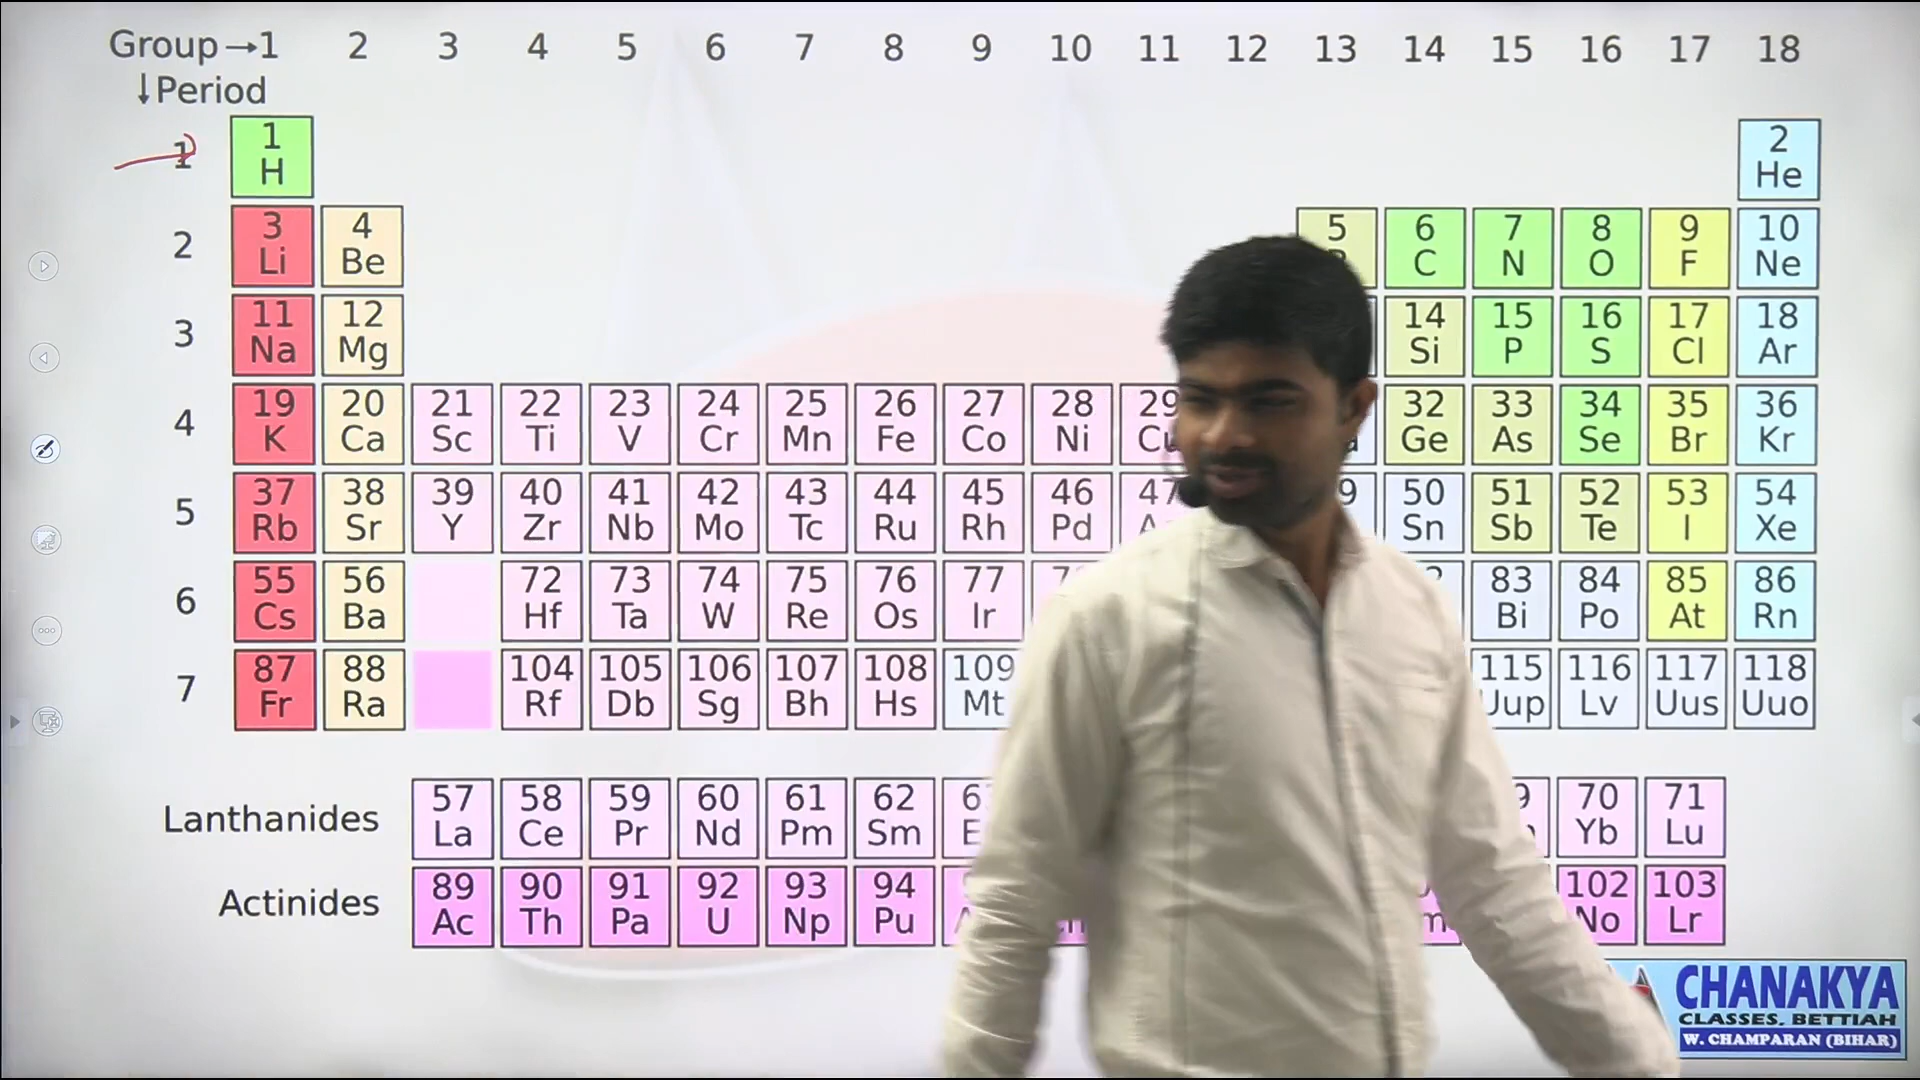 Group →1 2 3 4 5 6 7 8 9 10 11 12 13 14 15 16 17 18
↓Period
1 1 H 2 He
2 3 Li 4 Be 5 6 C 7 N 8 O 9 F 10 Ne
3 11 Na 12 Mg 14 Si 15 P 16 S 17 Cl 18 Ar
4 19 K 20 Ca 21 Sc 22 Ti 23 V 24 Cr 25 Mn 26 Fe 27 Co 28 Ni 29 Cu 32 Ge 33 As 34 Se 35 Br 36 Kr
5 37 Rb 38 Sr 39 Y 40 Zr 41 Nb 42 Mo 43 Tc 44 Ru 45 Rh 46 Pd 47 50 Sn 51 Sb 52 Te 53 I 54 Xe
6 55 Cs 56 Ba 72 Hf 73 Ta 74 W 75 Re 76 Os 77 Ir 83 Bi 84 Po 85 At 86 Rn
7 87 Fr 88 Ra 104 Rf 105 Db 106 Sg 107 Bh 108 Hs 109 Mt 115 Uup 116 Lv 117 Uus 118 Uuo
Lanthanides 57 La 58 Ce 59 Pr 60 Nd 61 Pm 62 Sm 70 Yb 71 Lu
Actinides 89 Ac 90 Th 91 Pa 92 U 93 Np 94 Pu 102 No 103 Lr
CHANAKYA
CLASSES, BETTIAH
W. CHAMPARAN (BIHAR)